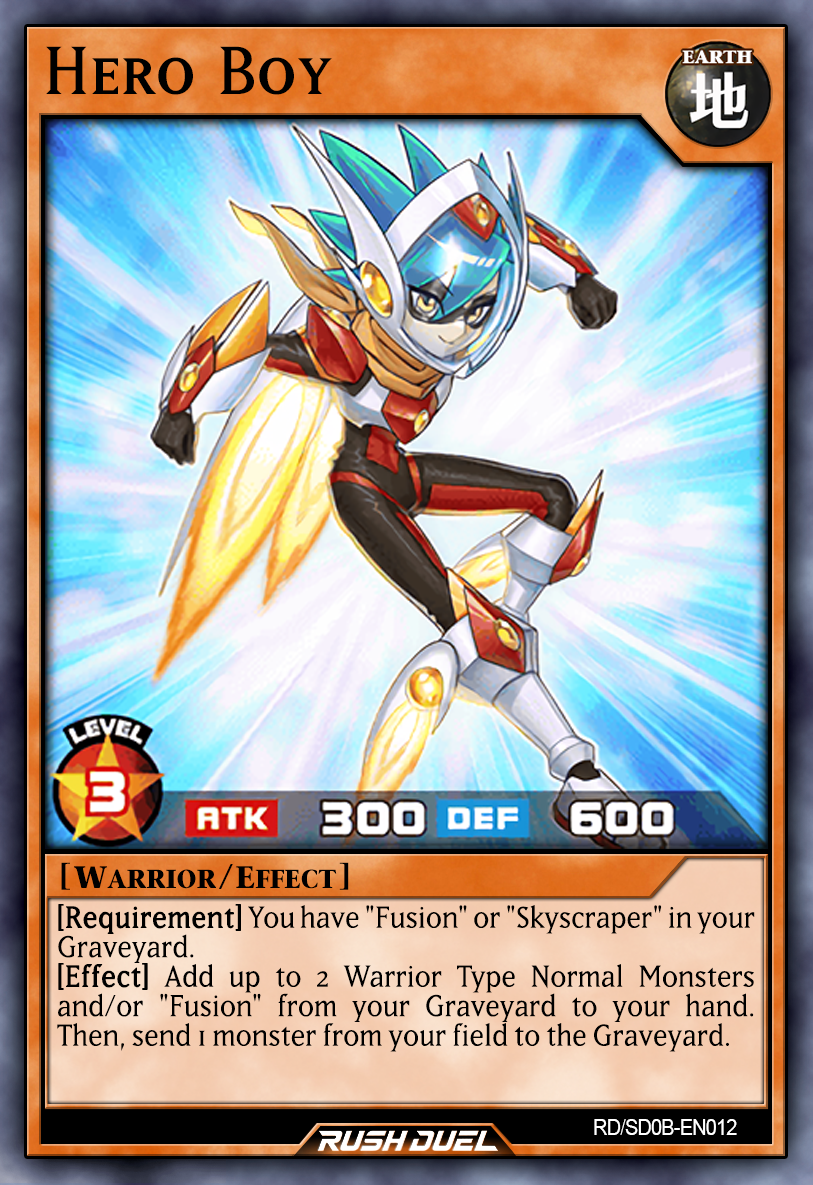 Hero Boy
EARTH
地
LEVEL
3
ATK 300 DEF 600
[Warrior/Effect]
[Requirement] You have "Fusion" or "Skyscraper" in your
Graveyard.
[Effect] Add up to 2 Warrior Type Normal Monsters
and/or "Fusion" from your Graveyard to your hand.
Then, send 1 monster from your field to the Graveyard.
RD/SD0B-EN012
RUSH DUEL